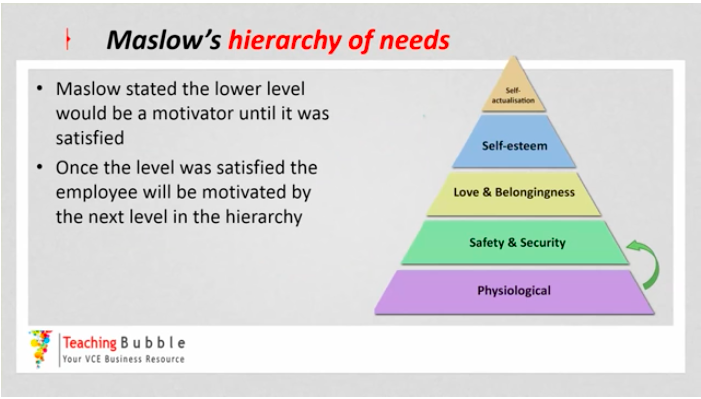 Maslow's hierarchy of needs
• Maslow stated the lower level
would be a motivator until it was
satisfied
• Once the level was satisfied the
employee will be motivated by
the next level in the hierarchy
Self-
actualisation
Self-esteem
Love & Belongingness
Safety & Security
Physiological
Teaching Bubble
Your VCE Business Resource